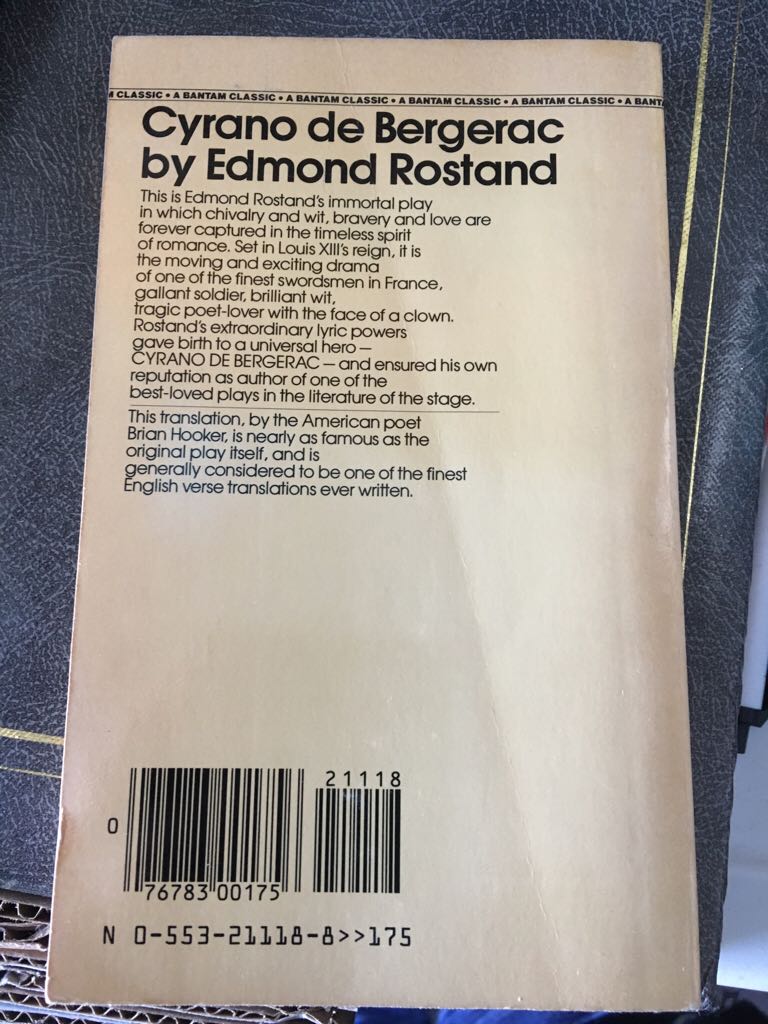 M CLASSIC • A BANTAM CLASSIC • A BANTAM CLASSIC • A BANTAM CLASSIC • A BANTAM CLASSIC • A BANT
Cyrano de Bergerac
by Edmond Rostand
This is Edmond Rostand's immortal play
in which chivalry and wit, bravery and love are
forever captured in the timeless spirit
of romance. Set in Louis XIII's reign, it is
the moving and exciting drama
of one of the finest swordsmen in France,
gallant soldier, brilliant wit,
tragic poet-lover with the face of a clown.
Rostand's extraordinary lyric powers
gave birth to a universal hero —
CYRANO DE BERGERAC — and ensured his own
reputation as author of one of the
best-loved plays in the literature of the stage.
This translation, by the American poet
Brian Hooker, is nearly as famous as the
original play itself, and is
generally considered to be one of the finest
English verse translations ever written.
21118
0
76783 00175
N 0-553-21118-8>>175